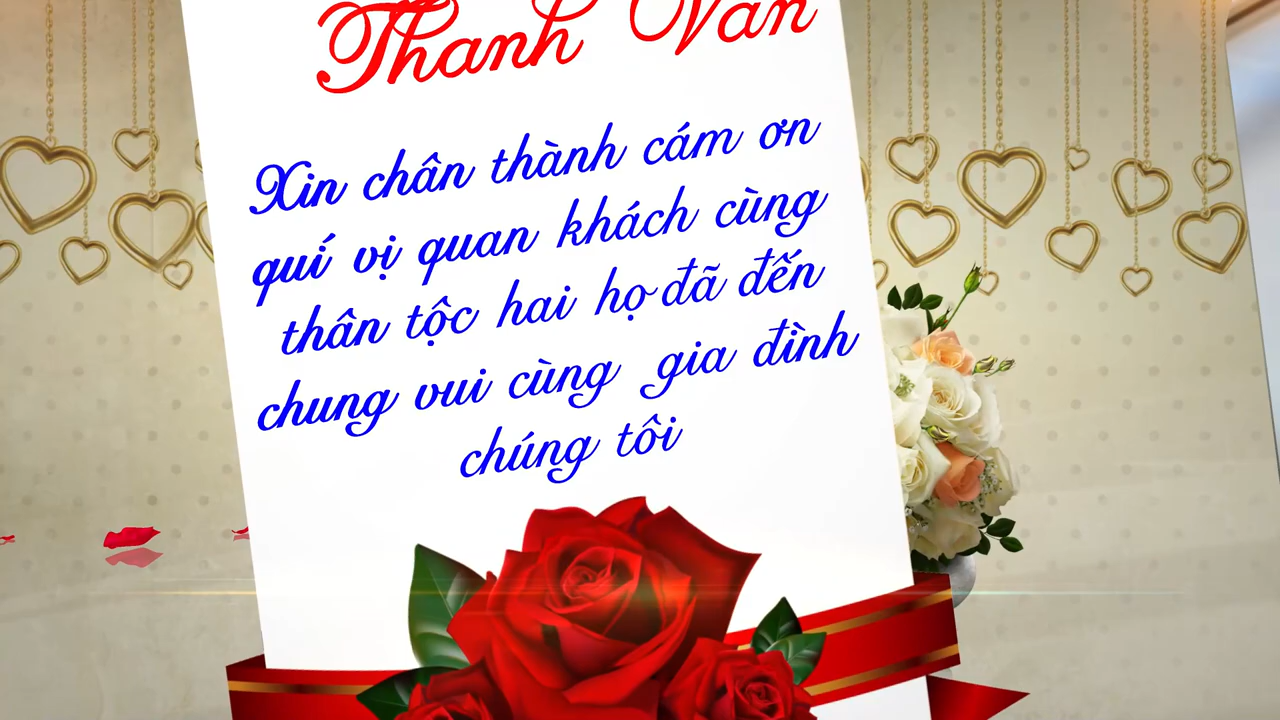 Thanh Van
Xin chân thành cám ơn
quí vị quan khách cùng
thân tộc hai họ đã đến
chung vui cùng gia đình
chúng tôi